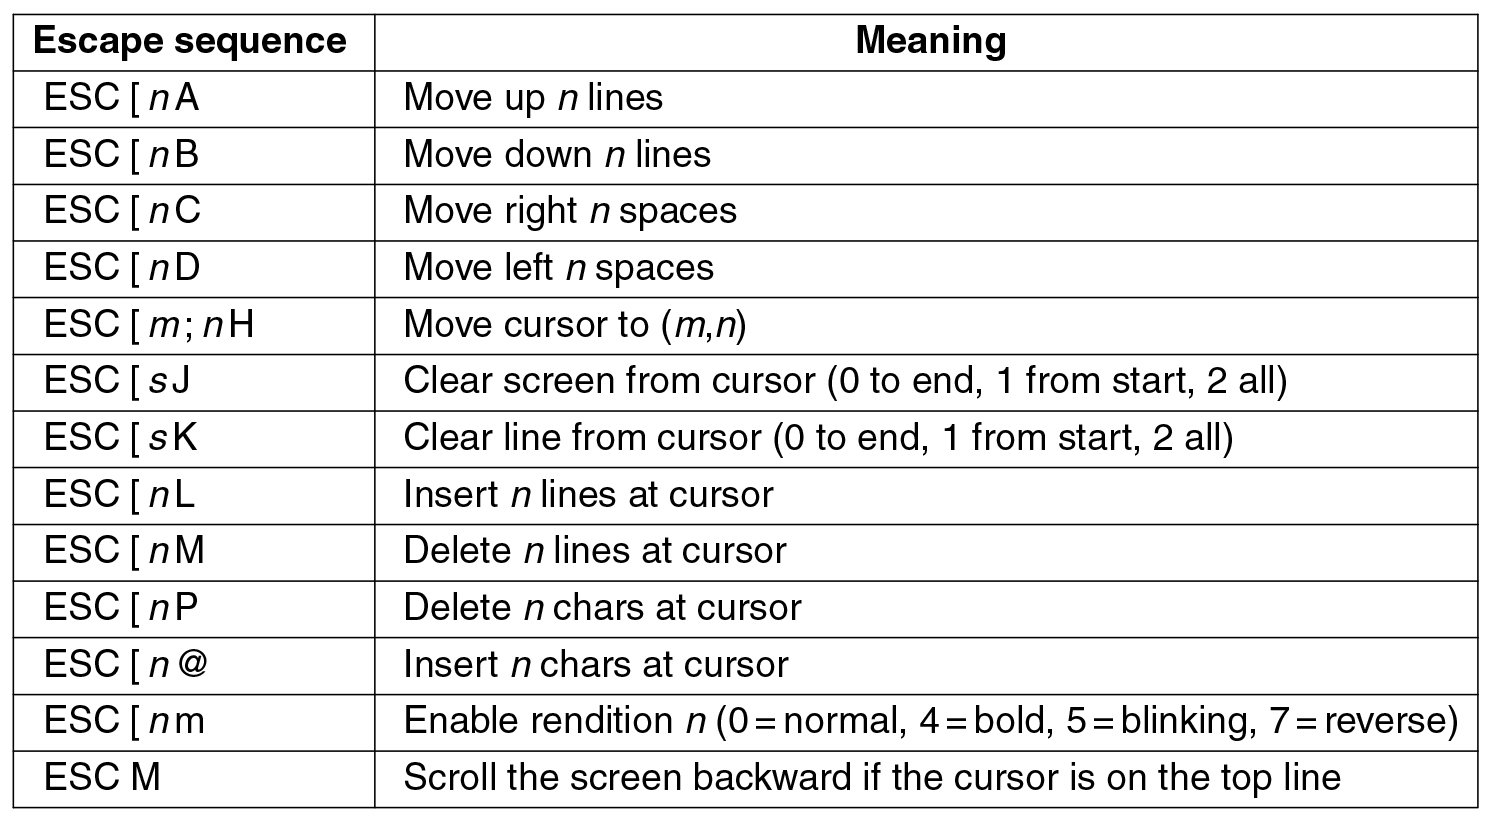 Escape sequence Meaning
ESC [ n A Move up n lines
ESC [ n B Move down n lines
ESC [ n C Move right n spaces
ESC [ n D Move left n spaces
ESC [ m ; n H Move cursor to (m,n)
ESC [ s J Clear screen from cursor (0 to end, 1 from start, 2 all)
ESC [ s K Clear line from cursor (0 to end, 1 from start, 2 all)
ESC [ n L Insert n lines at cursor
ESC [ n M Delete n lines at cursor
ESC [ n P Delete n chars at cursor
ESC [ n @ Insert n chars at cursor
ESC [ n m Enable rendition n (0 = normal, 4 = bold, 5 = blinking, 7 = reverse)
ESC M Scroll the screen backward if the cursor is on the top line